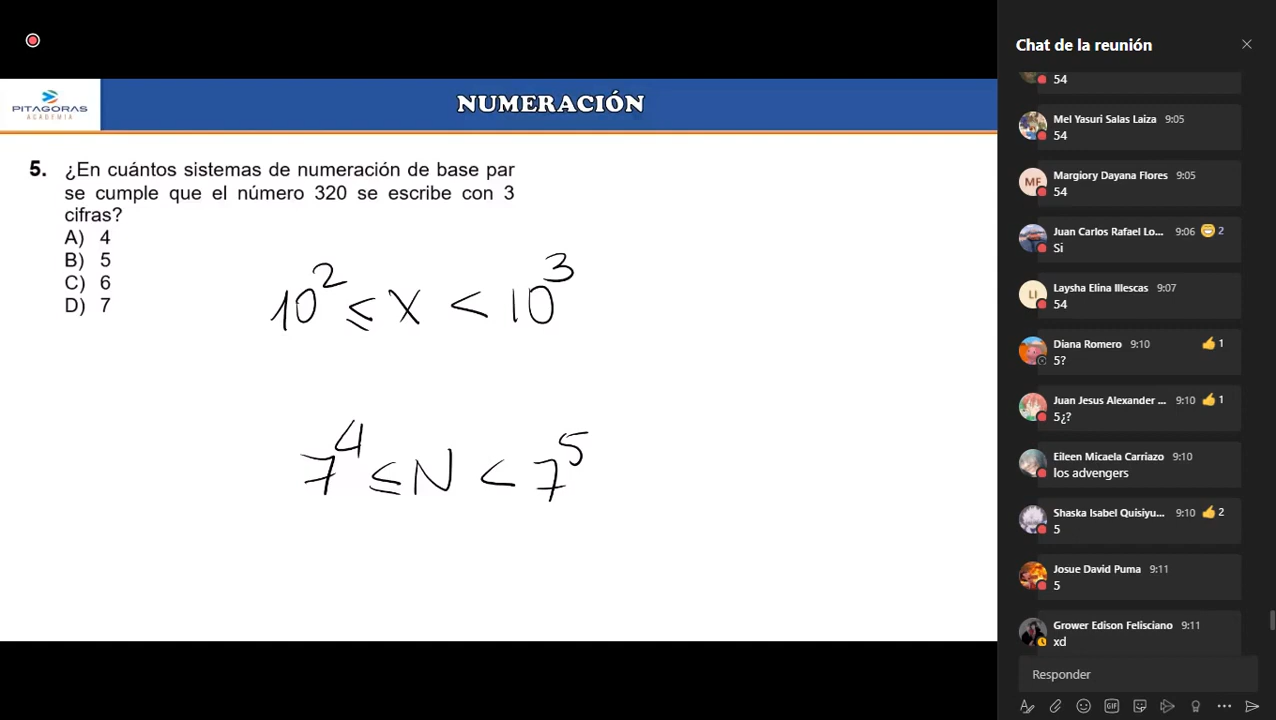 PITAGORAS
ACADEMIA
NUMERACIÓN
5. ¿En cuántos sistemas de numeración de base par
se cumple que el número 320 se escribe con 3
cifras?
A) 4
B) 5
C) 6
D) 7
10² ≤ X < 10³
7⁴ ≤ N < 7⁵
Chat de la reunión
54
Mel Yasuri Salas Laiza 9:05
54
MF Margiory Dayana Flores 9:05
54
Juan Carlos Rafael Lo... 9:06 2
Si
LI Laysha Elina Illescas 9:07
54
Diana Romero 9:10 1
5?
Juan Jesus Alexander ... 9:10 1
5¿?
Eileen Micaela Carriazo 9:10
los advengers
Shaska Isabel Quisiyu... 9:10 2
5
Josue David Puma 9:11
5
Grower Edison Felisciano 9:11
xd
Responder
GIF